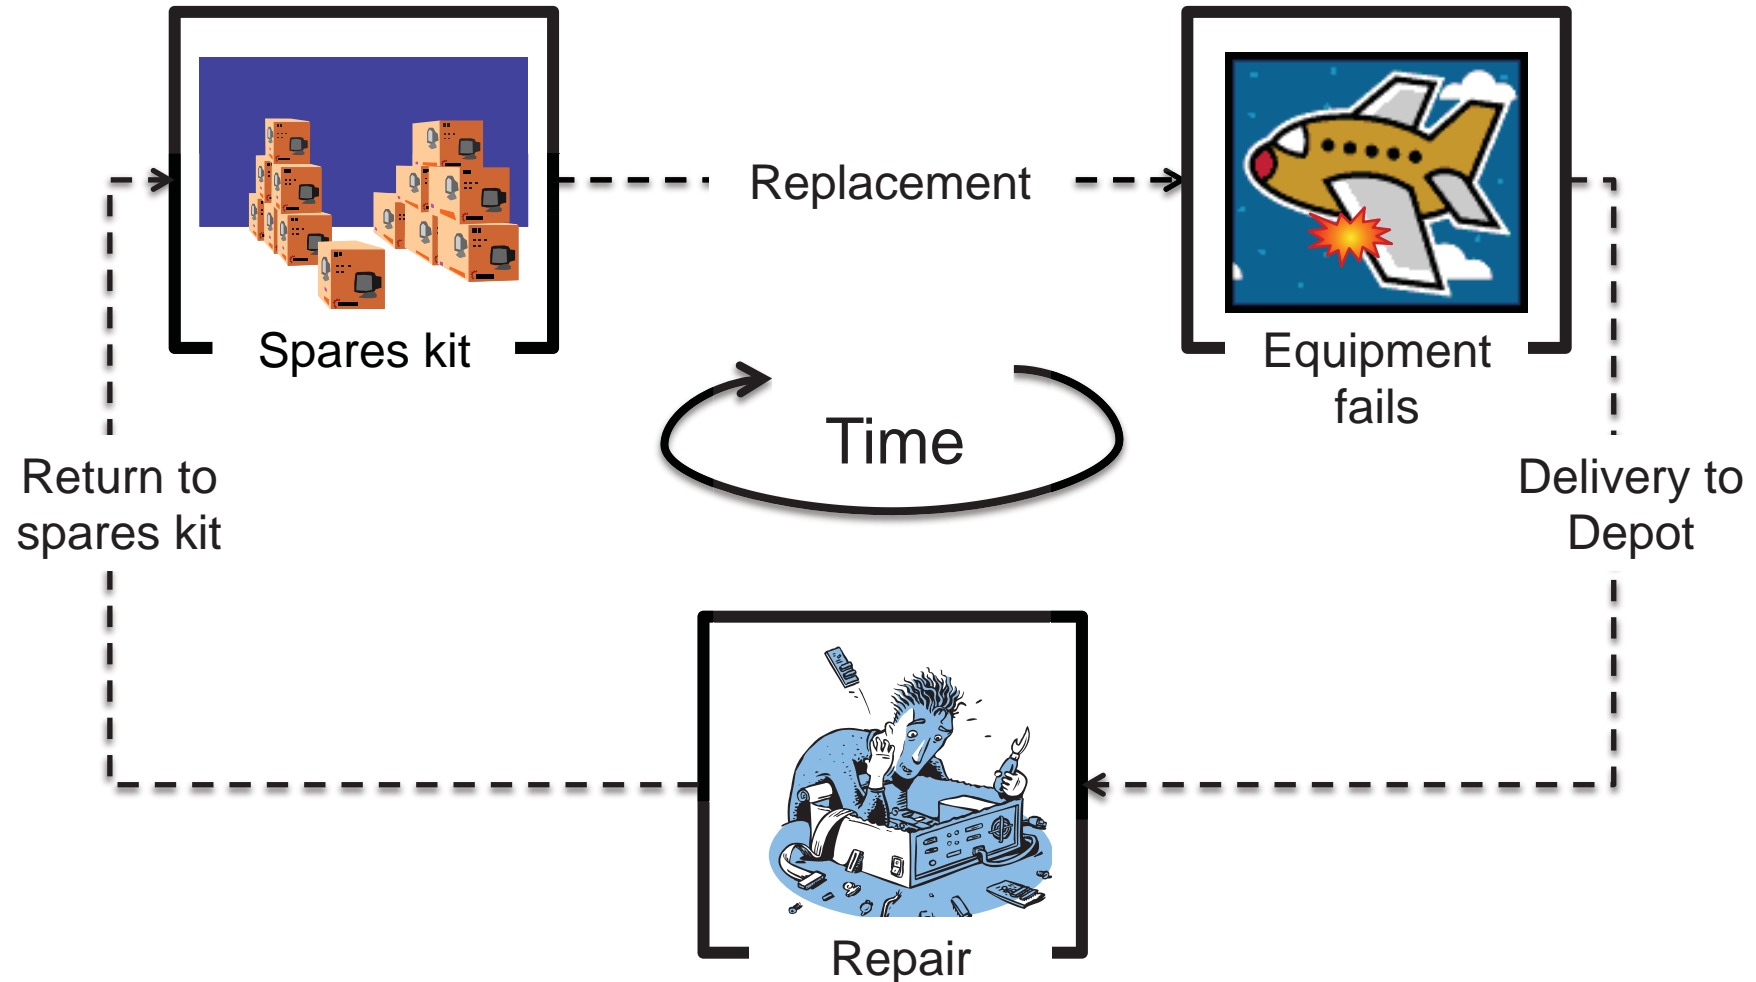 Replacement
Spares kit
Equipment
fails
Time
Return to
spares kit
Delivery to
Depot
Repair